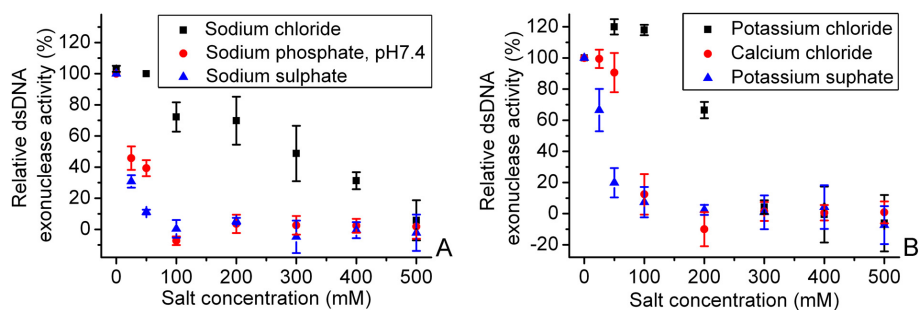 Relative dsDNA
exonuclease activity (%)
120
100
80
60
40
20
0
0 100 200 300 400 500
Salt concentration (mM)
Sodium chloride
Sodium phosphate, pH7.4
Sodium sulphate
A
Relative dsDNA
exonuclease activity (%)
120
100
80
60
40
20
0
-20
0 100 200 300 400 500
Salt concentration (mM)
Potassium chloride
Calcium chloride
Potassium suphate
B